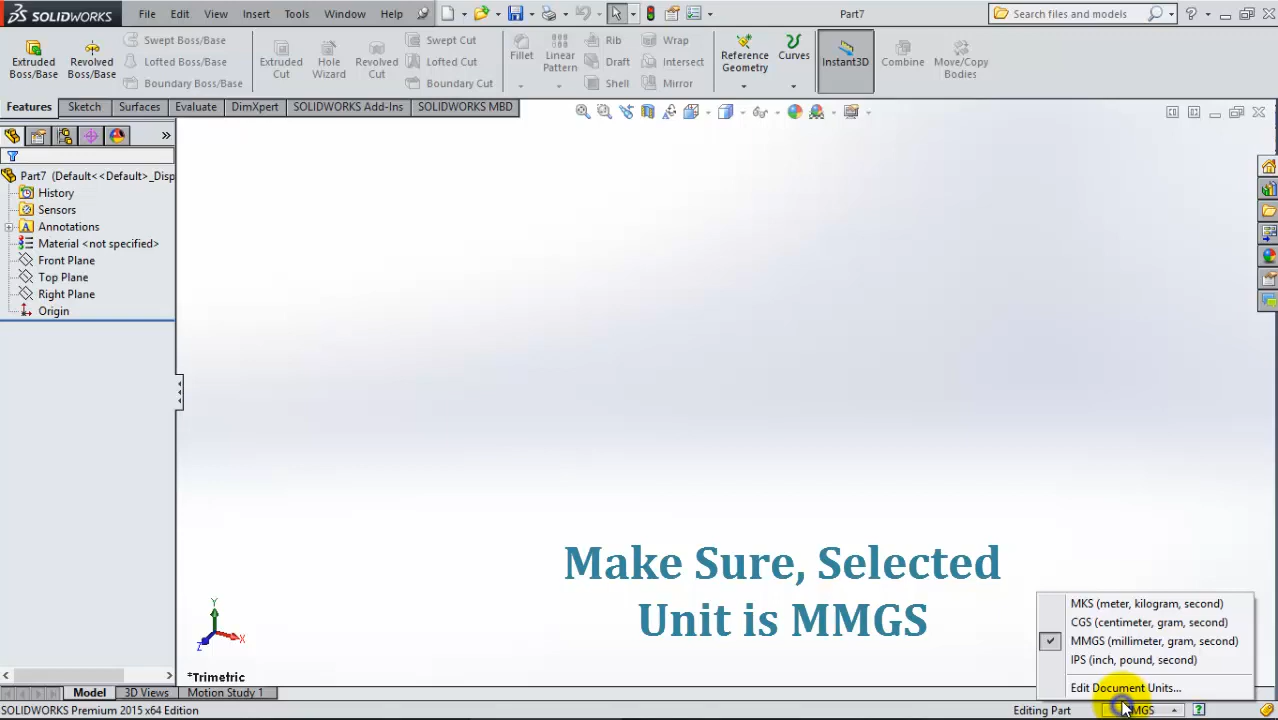 SOLIDWORKS File Edit View Insert Tools Window Help Part7 Search files and models
Extruded Boss/Base
Revolved Boss/Base
Swept Boss/Base
Lofted Boss/Base
Boundary Boss/Base
Extruded Cut
Hole Wizard
Revolved Cut
Swept Cut
Lofted Cut
Boundary Cut
Fillet
Linear Pattern
Rib
Draft
Shell
Wrap
Intersect
Mirror
Reference Geometry
Curves
Instant3D
Combine
Move/Copy Bodies
Features Sketch Surfaces Evaluate DimXpert SOLIDWORKS Add-Ins SOLIDWORKS MBD
Part7 (Default<<Default>_Disp
History
Sensors
Annotations
Material <not specified>
Front Plane
Top Plane
Right Plane
Origin
Make Sure, Selected
Unit is MMGS
MKS (meter, kilogram, second)
CGS (centimeter, gram, second)
MMGS (millimeter, gram, second)
IPS (inch, pound, second)
Edit Document Units...
Y
X
Z
*Trimetric
Model 3D Views Motion Study 1
SOLIDWORKS Premium 2015 x64 Edition Editing Part MMGS